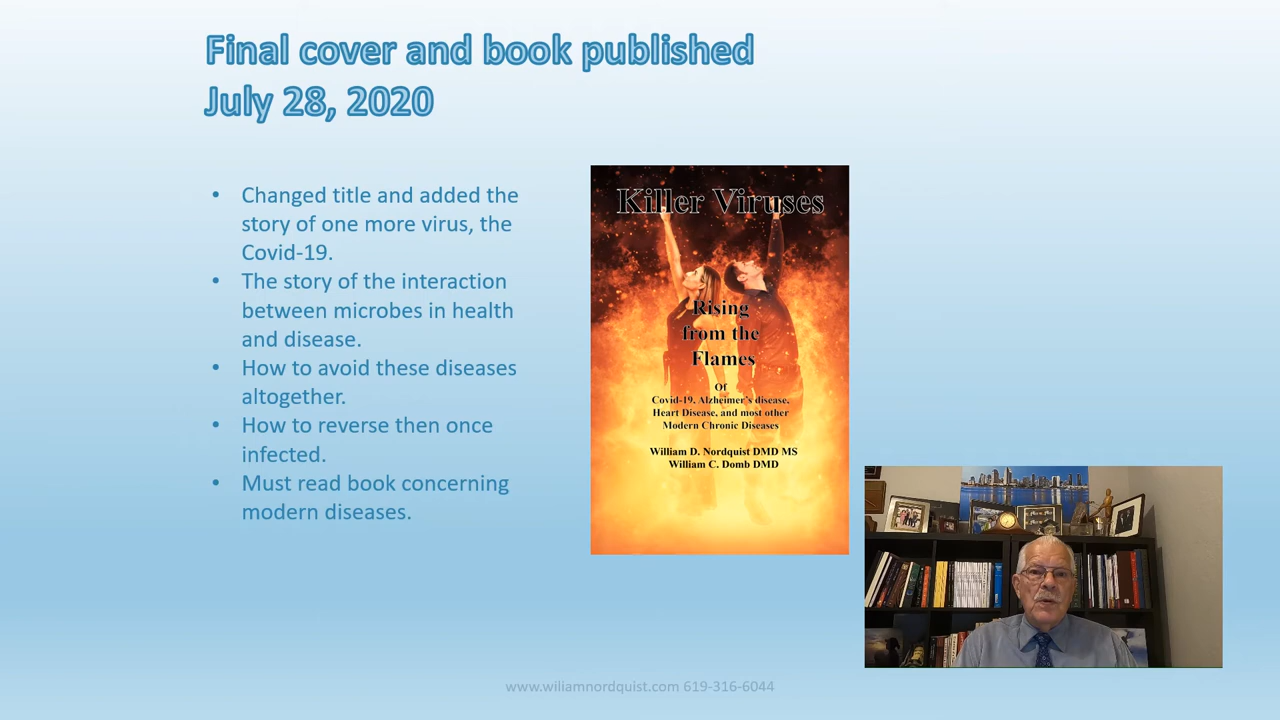 Final cover and book published
July 28, 2020
• Changed title and added the
story of one more virus, the
Covid-19.
• The story of the interaction
between microbes in health
and disease.
• How to avoid these diseases
altogether.
• How to reverse then once
infected.
• Must read book concerning
modern diseases.
Killer Viruses
Rising
from the
Flames
Of
Covid-19, Alzheimer's disease,
Heart Disease, and most other
Modern Chronic Diseases
William D. Nordquist DMD MS
William C. Domb DMD
www.wiliamnordquist.com 619-316-6044